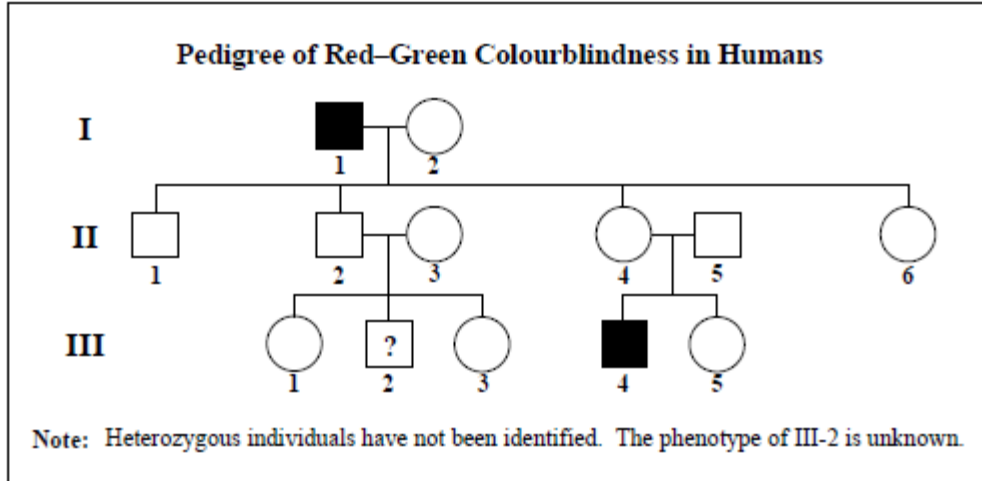 Pedigree of Red–Green Colourblindness in Humans
I
1 2
II
1 2 3 4 5 6
III
?
1 2 3 4 5
Note: Heterozygous individuals have not been identified. The phenotype of III-2 is unknown.